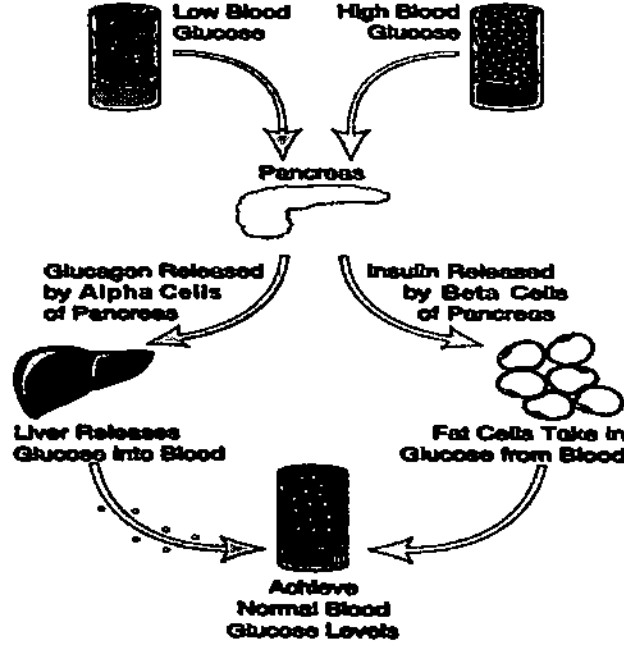 Low Blood
Glucose
High Blood
Glucose
Pancreas
Glucagon Released
by Alpha Cells
of Pancreas
Insulin Released
by Beta Cells
of Pancreas
Liver Releases
Glucose into Blood
Fat Cells Take in
Glucose from Blood
Achieve
Normal Blood
Glucose Levels